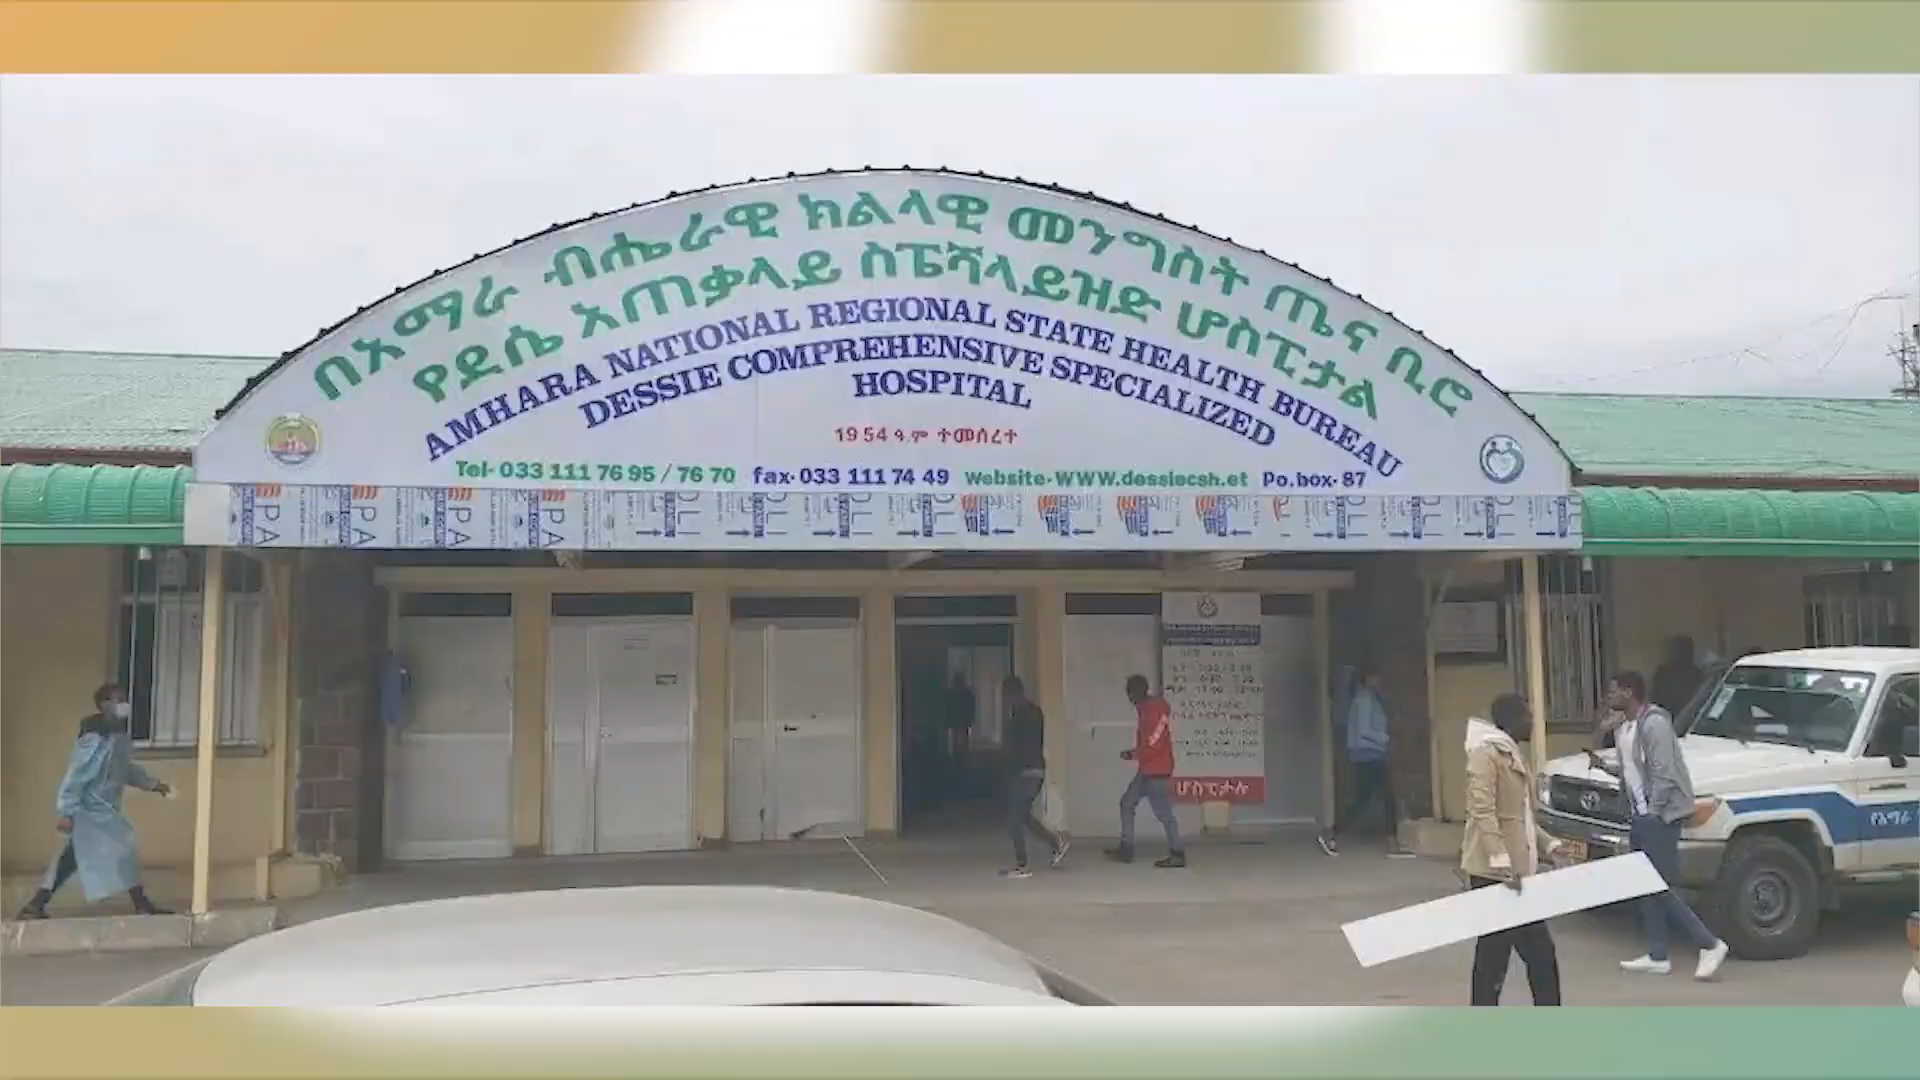 በአማራ ብሔራዊ ክልላዊ መንግስት ጤና ቢሮ
የደሴ አጠቃላይ ስፔሻላይዝድ ሆስፒታል
AMHARA NATIONAL REGIONAL STATE HEALTH BUREAU
DESSIE COMPREHENSIVE SPECIALIZED
HOSPITAL
1954 ዓ.ም ተመሰረተ
Tel- 033 111 76 95 / 76 70 fax- 033 111 74 49 Website- WWW.dessiecsh.et Po.box- 87
ሆስፒታሉ
የአማራ